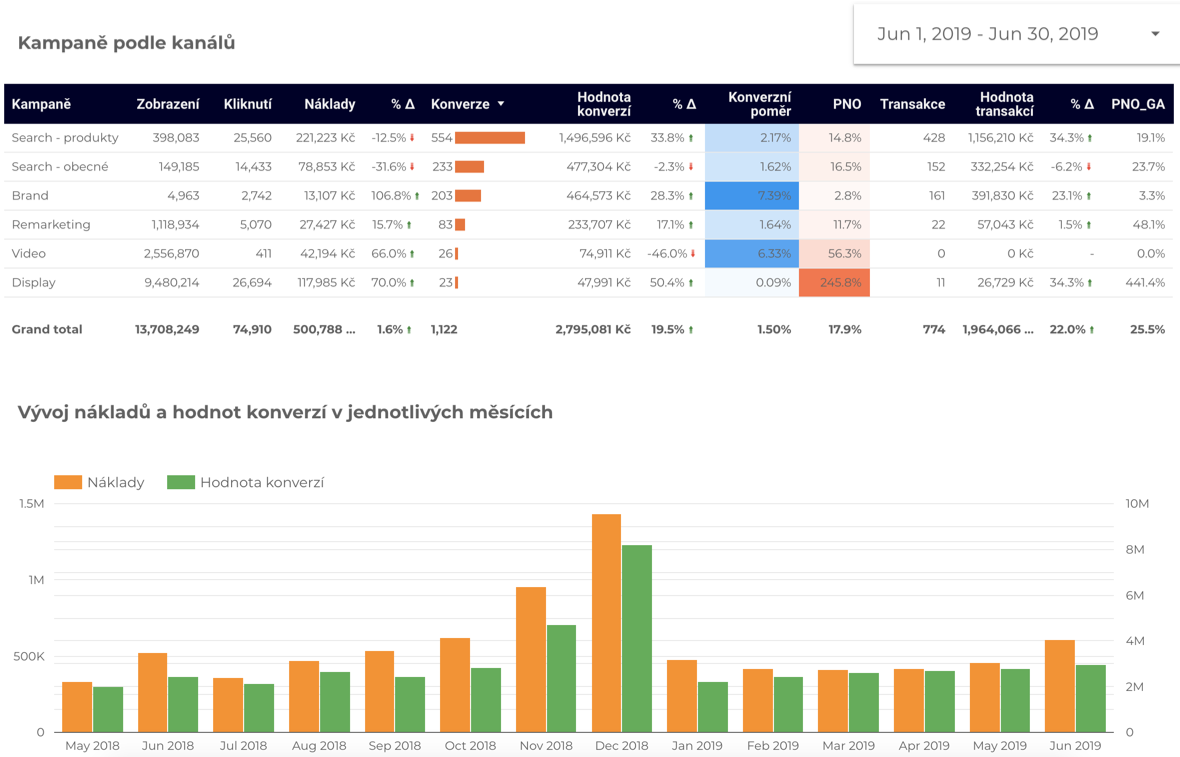 Kampaně podle kanálů
Jun 1, 2019 - Jun 30, 2019
Kampaně Zobrazení Kliknutí Náklady % Δ Konverze Hodnota konverzí % Δ Konverzní poměr PNO Transakce Hodnota transakcí % Δ PNO_GA
Search - produkty 398,083 25,560 221,223 Kč -12.5% 554 1,496,596 Kč 33.8% 2.17% 14.8% 428 1,156,210 Kč 34.3% 19.1%
Search - obecné 149,185 14,433 78,853 Kč -31.6% 233 477,304 Kč -2.3% 1.62% 16.5% 152 332,254 Kč -6.2% 23.7%
Brand 4,963 2,742 13,107 Kč 106.8% 203 464,573 Kč 28.3% 7.39% 2.8% 161 391,830 Kč 23.1% 3.3%
Remarketing 1,118,934 5,070 27,427 Kč 15.7% 83 233,707 Kč 17.1% 1.64% 11.7% 22 57,043 Kč 1.5% 48.1%
Video 2,556,870 411 42,194 Kč 66.0% 26 74,911 Kč -46.0% 6.33% 56.3% 0 0 Kč - 0.0%
Display 9,480,214 26,694 117,985 Kč 70.0% 23 47,991 Kč 50.4% 0.09% 245.8% 11 26,729 Kč 34.3% 441.4%
Grand total 13,708,249 74,910 500,788 ... 1.6% 1,122 2,795,081 Kč 19.5% 1.50% 17.9% 774 1,964,066 ... 22.0% 25.5%
Vývoj nákladů a hodnot konverzí v jednotlivých měsících
Náklady Hodnota konverzí
1.5M 10M
8M
1M
6M
500K 4M
2M
0 0
May 2018 Jun 2018 Jul 2018 Aug 2018 Sep 2018 Oct 2018 Nov 2018 Dec 2018 Jan 2019 Feb 2019 Mar 2019 Apr 2019 May 2019 Jun 2019